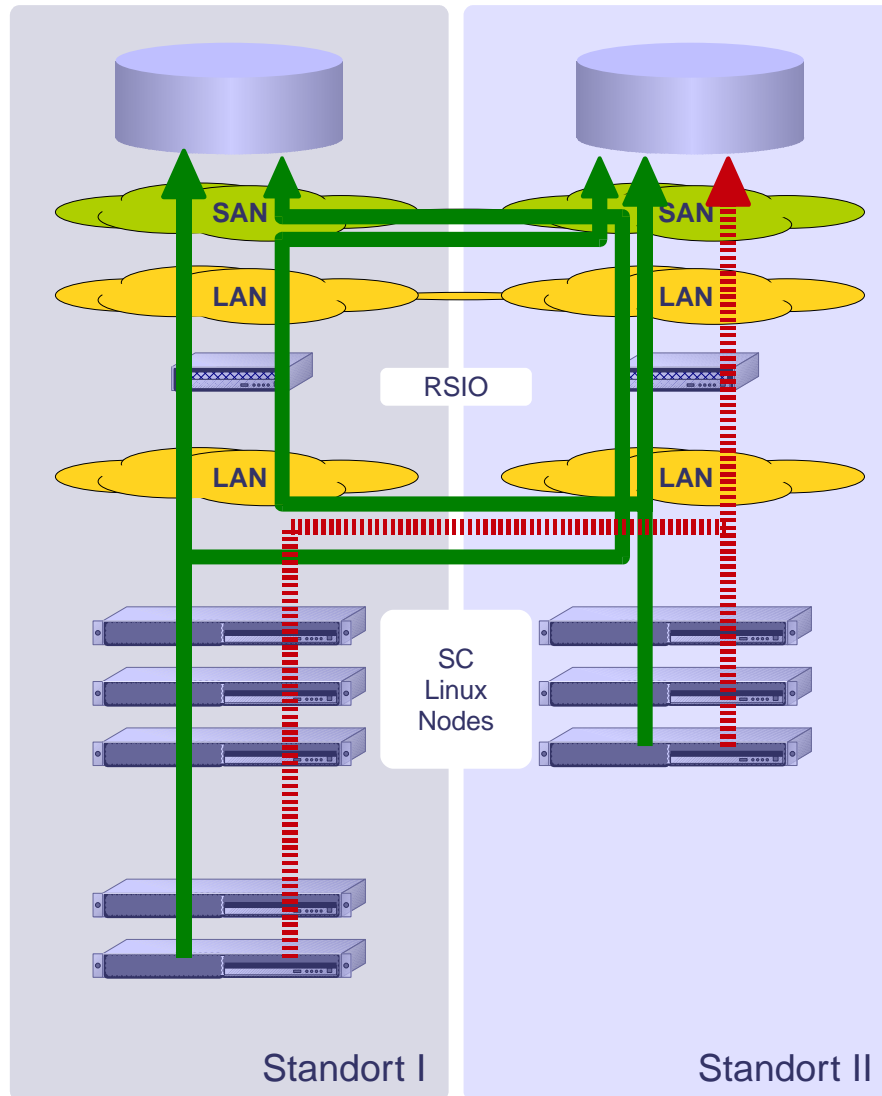 SAN
SAN
LAN
LAN
RSIO
LAN
LAN
SC
Linux
Nodes
Standort I
Standort II